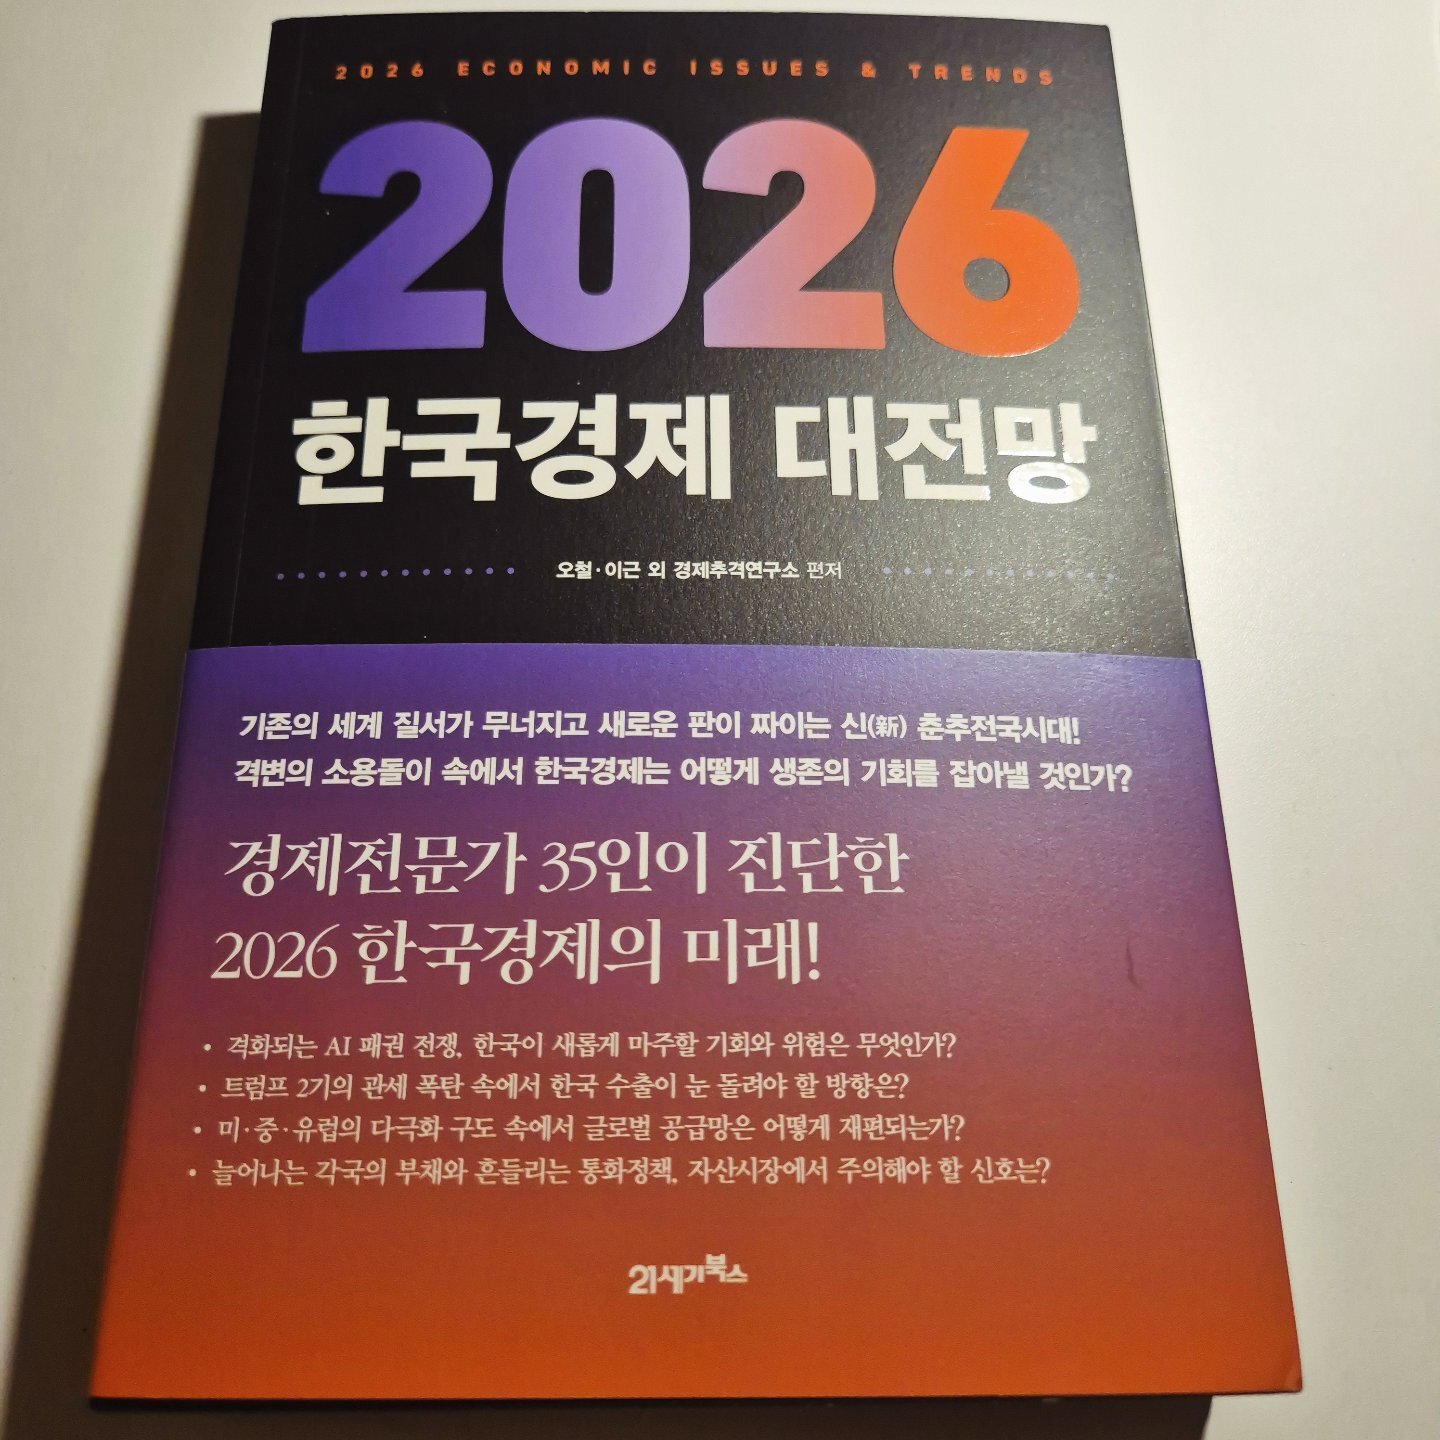 2026 ECONOMIC ISSUES & TRENDS
2026
한국경제 대전망
오철·이근 외 경제추격연구소 편저
기존의 세계 질서가 무너지고 새로운 판이 짜이는 신(新) 춘추전국시대!
격변의 소용돌이 속에서 한국경제는 어떻게 생존의 기회를 잡아낼 것인가?
경제전문가 35인이 진단한
2026 한국경제의 미래!
• 격화되는 AI 패권 전쟁, 한국이 새롭게 마주할 기회와 위험은 무엇인가?
• 트럼프 2기의 관세 폭탄 속에서 한국 수출이 눈 돌려야 할 방향은?
• 미·중·유럽의 다극화 구도 속에서 글로벌 공급망은 어떻게 재편되는가?
• 늘어나는 각국의 부채와 흔들리는 통화정책, 자산시장에서 주의해야 할 신호는?
21세기북스